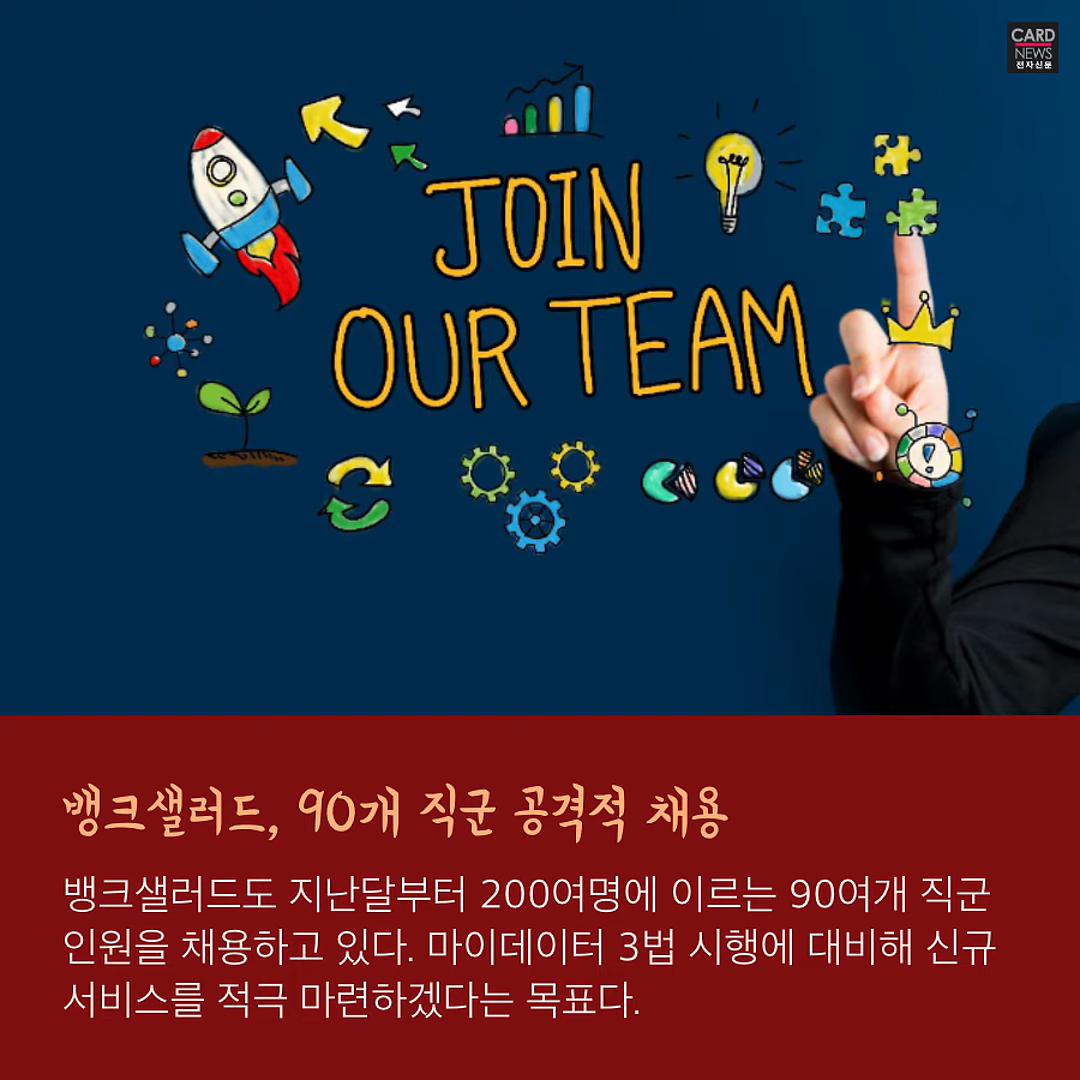 CARD
NEWS
전자신문
JOIN
OUR TEAM
뱅크샐러드, 90개 직군 공격적 채용
뱅크샐러드도 지난달부터 200여명에 이르는 90여개 직군
인원을 채용하고 있다. 마이데이터 3법 시행에 대비해 신규
서비스를 적극 마련하겠다는 목표다.